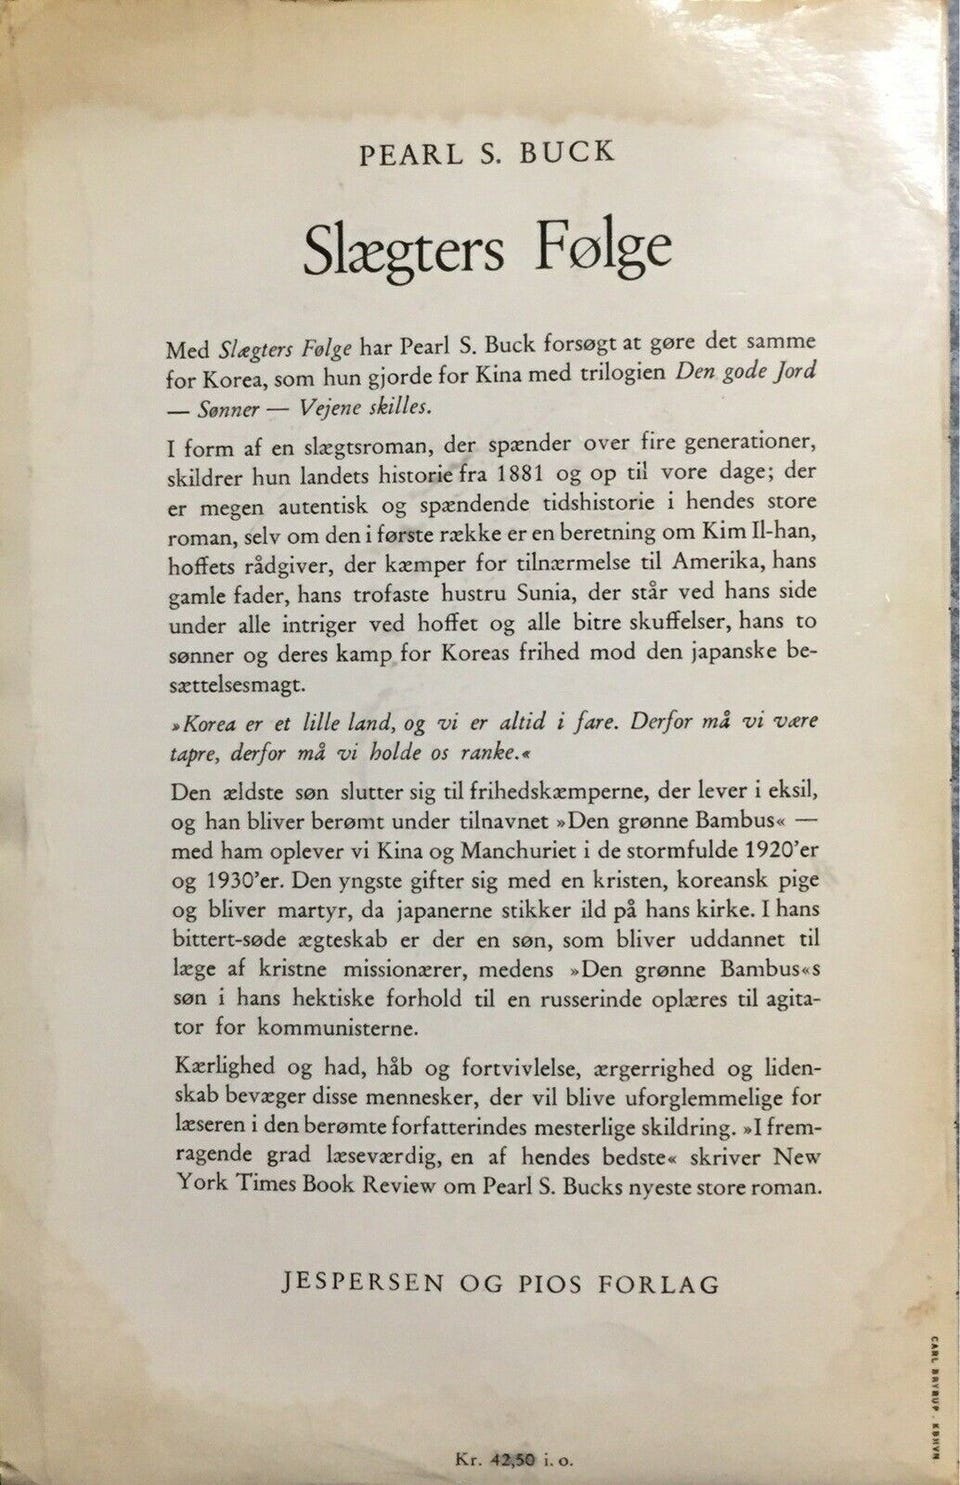 PEARL S. BUCK
Slægters Følge
Med Slægters Følge har Pearl S. Buck forsøgt at gøre det samme
for Korea, som hun gjorde for Kina med trilogien Den gode Jord
— Sønner — Vejene skilles.
I form af en slægtsroman, der spænder over fire generationer,
skildrer hun landets historie fra 1881 og op til vore dage; der
er megen autentisk og spændende tidshistorie i hendes store
roman, selv om den i første række er en beretning om Kim Il-han,
hoffets rådgiver, der kæmper for tilnærmelse til Amerika, hans
gamle fader, hans trofaste hustru Sunia, der står ved hans side
under alle intriger ved hoffet og alle bitre skuffelser, hans to
sønner og deres kamp for Koreas frihed mod den japanske be-
sættelsesmagt.
»Korea er et lille land, og vi er altid i fare. Derfor må vi være
tapre, derfor må vi holde os ranke.«
Den ældste søn slutter sig til frihedskæmperne, der lever i eksil,
og han bliver berømt under tilnavnet »Den grønne Bambus« —
med ham oplever vi Kina og Manchuriet i de stormfulde 1920'er
og 1930'er. Den yngste gifter sig med en kristen, koreansk pige
og bliver martyr, da japanerne stikker ild på hans kirke. I hans
bittert-søde ægteskab er der en søn, som bliver uddannet til
læge af kristne missionærer, medens »Den grønne Bambus«s
søn i hans hektiske forhold til en russerinde oplæres til agita-
tor for kommunisterne.
Kærlighed og had, håb og fortvivlelse, ærgerrighed og liden-
skab bevæger disse mennesker, der vil blive uforglemmelige for
læseren i den berømte forfatterindes mesterlige skildring. »I frem-
ragende grad læseværdig, en af hendes bedste« skriver New
York Times Book Review om Pearl S. Bucks nyeste store roman.
JESPERSEN OG PIOS FORLAG
CARL BRYRUP · KBHVN
Kr. 42,50 i. o.